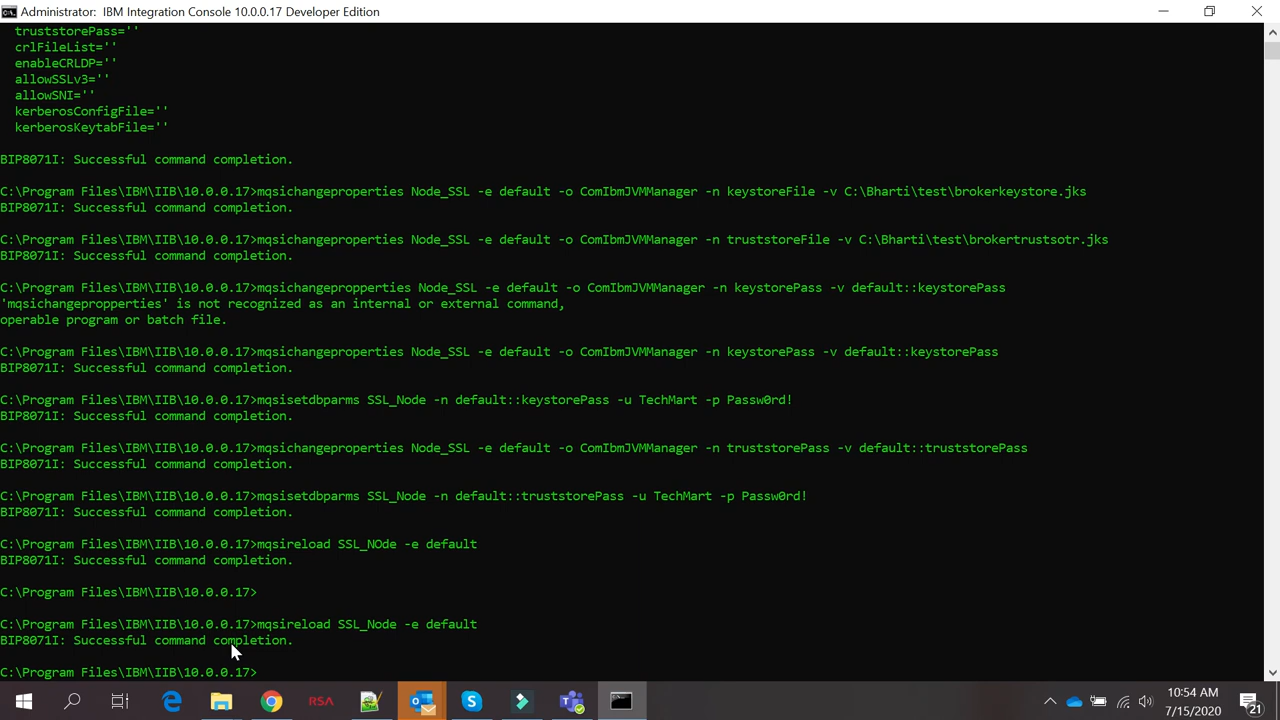 Administrator: IBM Integration Console 10.0.0.17 Developer Edition
truststorePass=''
crlFileList=''
enableCRLDP=''
allowSSLv3=''
allowSNI=''
kerberosConfigFile=''
kerberosKeytabFile=''
BIP8071I: Successful command completion.
C:\Program Files\IBM\IIB\10.0.0.17>mqsichangeproperties Node_SSL -e default -o ComIbmJVMManager -n keystoreFile -v C:\Bharti\test\brokerkeystore.jks
BIP8071I: Successful command completion.
C:\Program Files\IBM\IIB\10.0.0.17>mqsichangeproperties Node_SSL -e default -o ComIbmJVMManager -n truststoreFile -v C:\Bharti\test\brokertrustsotr.jks
BIP8071I: Successful command completion.
C:\Program Files\IBM\IIB\10.0.0.17>mqsichangepropperties Node_SSL -e default -o ComIbmJVMManager -n keystorePass -v default::keystorePass
'mqsichangepropperties' is not recognized as an internal or external command,
operable program or batch file.
C:\Program Files\IBM\IIB\10.0.0.17>mqsichangeproperties Node_SSL -e default -o ComIbmJVMManager -n keystorePass -v default::keystorePass
BIP8071I: Successful command completion.
C:\Program Files\IBM\IIB\10.0.0.17>mqsisetdbparms SSL_Node -n default::keystorePass -u TechMart -p Passw0rd!
BIP8071I: Successful command completion.
C:\Program Files\IBM\IIB\10.0.0.17>mqsichangeproperties Node_SSL -e default -o ComIbmJVMManager -n truststorePass -v default::truststorePass
BIP8071I: Successful command completion.
C:\Program Files\IBM\IIB\10.0.0.17>mqsisetdbparms SSL_Node -n default::truststorePass -u TechMart -p Passw0rd!
BIP8071I: Successful command completion.
C:\Program Files\IBM\IIB\10.0.0.17>mqsireload SSL_NOde -e default
BIP8071I: Successful command completion.
C:\Program Files\IBM\IIB\10.0.0.17>
C:\Program Files\IBM\IIB\10.0.0.17>mqsireload SSL_Node -e default
BIP8071I: Successful command completion.
C:\Program Files\IBM\IIB\10.0.0.17>
RSA
10:54 AM
7/15/2020
21